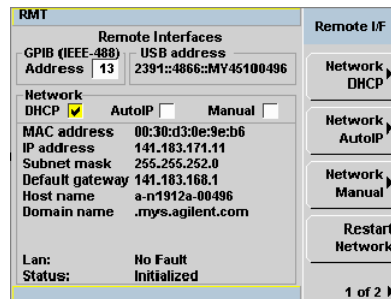 RMT
Remote Interfaces
GPIB (IEEE-488)
Address 13
USB address
2391::4866::MY45100496
Network
DHCP AutoIP Manual
MAC address 00:30:d3:0e:9e:b6
IP address 141.183.171.11
Subnet mask 255.255.252.0
Default gateway 141.183.168.1
Host name a-n1912a-00496
Domain name .mys.agilent.com
Lan: No Fault
Status: Initialized
Remote I/F
Network
DHCP
Network
AutoIP
Network
Manual
Restart
Network
1 of 2